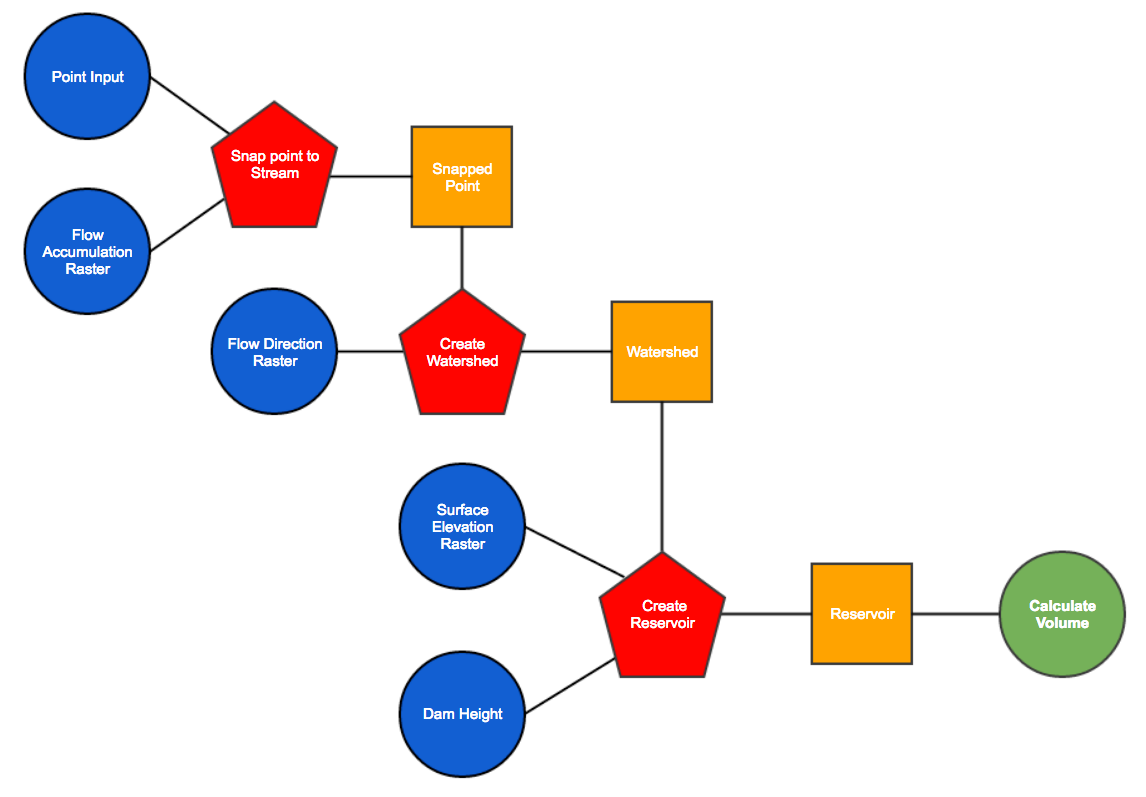 Point Input
Snap point to
Stream
Snapped
Point
Flow
Accumulation
Raster
Flow Direction
Raster
Create
Watershed
Watershed
Surface
Elevation
Raster
Create
Reservoir
Reservoir
Calculate
Volume
Dam Height